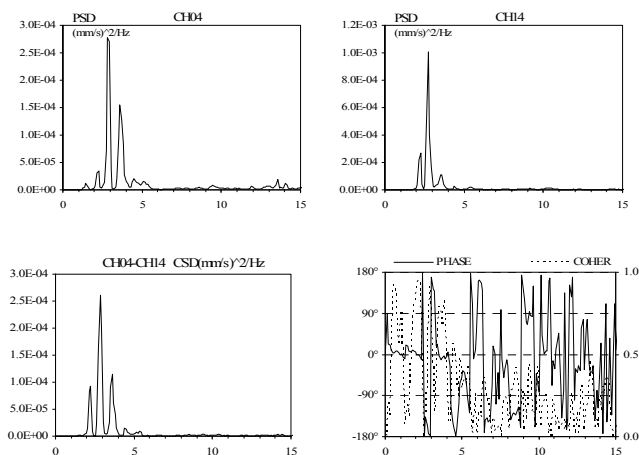 PSD CH04
(mm/s)^2/Hz
3.0E-04
2.5E-04
2.0E-04
1.5E-04
1.0E-04
5.0E-05
0.0E+00
0 5 10 15
PSD CH14
(mm/s)^2/Hz
1.2E-03
1.0E-03
8.0E-04
6.0E-04
4.0E-04
2.0E-04
0.0E+00
0 5 10 15
CH04-CH14 CSD(mm/s)^2/Hz
3.0E-04
2.5E-04
2.0E-04
1.5E-04
1.0E-04
5.0E-05
0.0E+00
0 5 10 15
PHASE COHER
180°
90°
0°
-90°
-180°
1.0
0.5
0.0
0 5 10 15